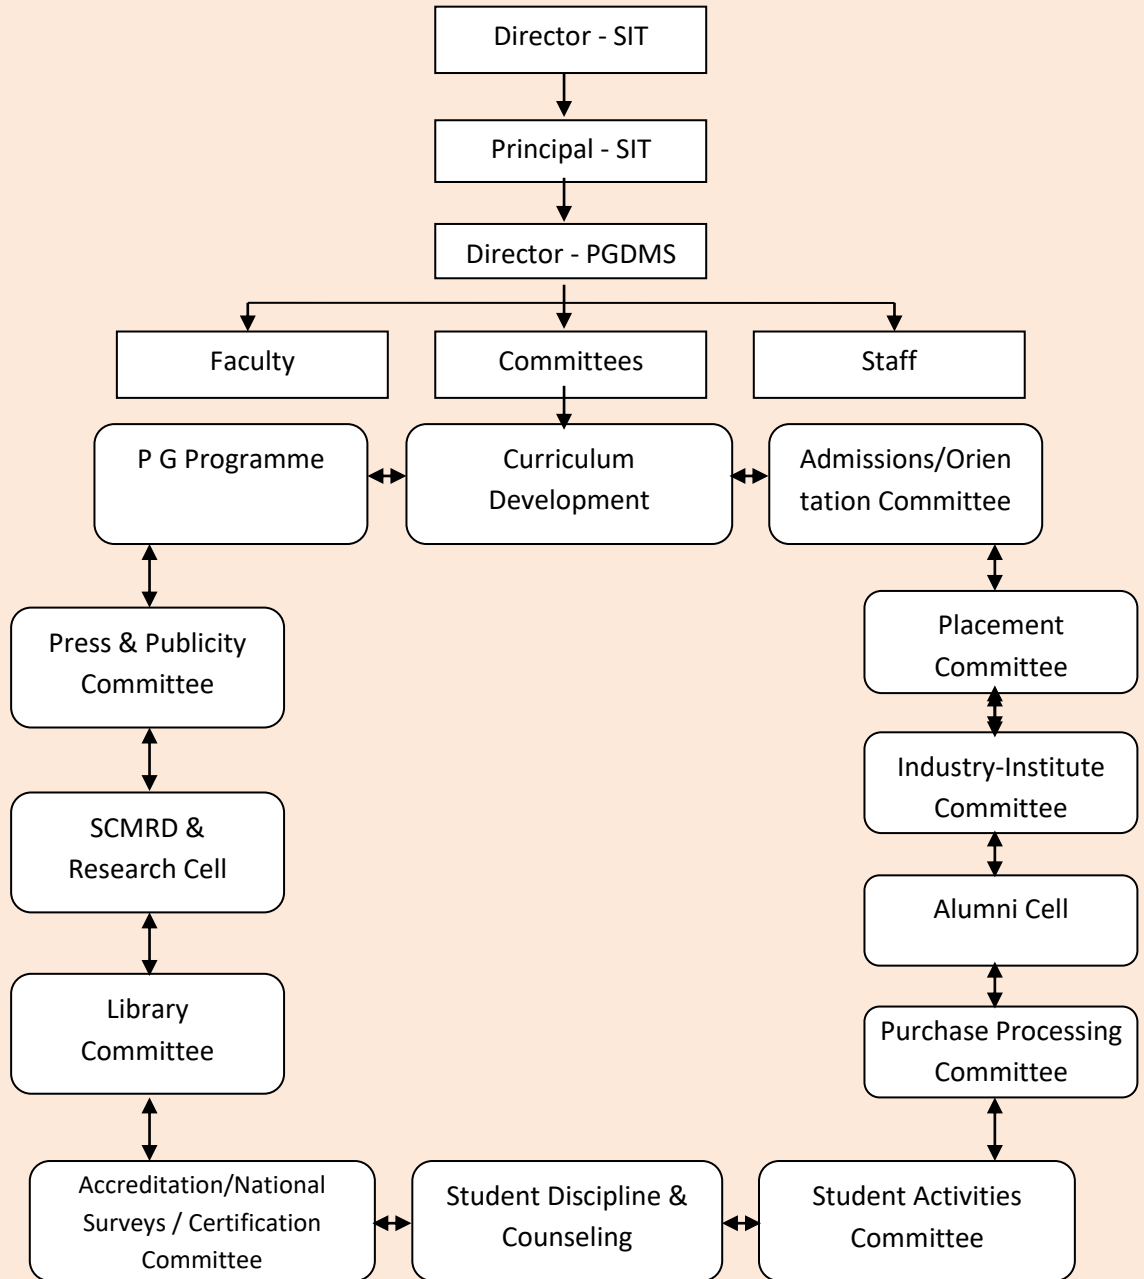 Director - SIT
Principal - SIT
Director - PGDMS
Faculty
Committees
Staff
P G Programme
Curriculum
Development
Admissions/Orien
tation Committee
Press & Publicity
Committee
Placement
Committee
Industry-Institute
Committee
SCMRD &
Research Cell
Alumni Cell
Library
Committee
Purchase Processing
Committee
Accreditation/National
Surveys / Certification
Committee
Student Discipline &
Counseling
Student Activities
Committee